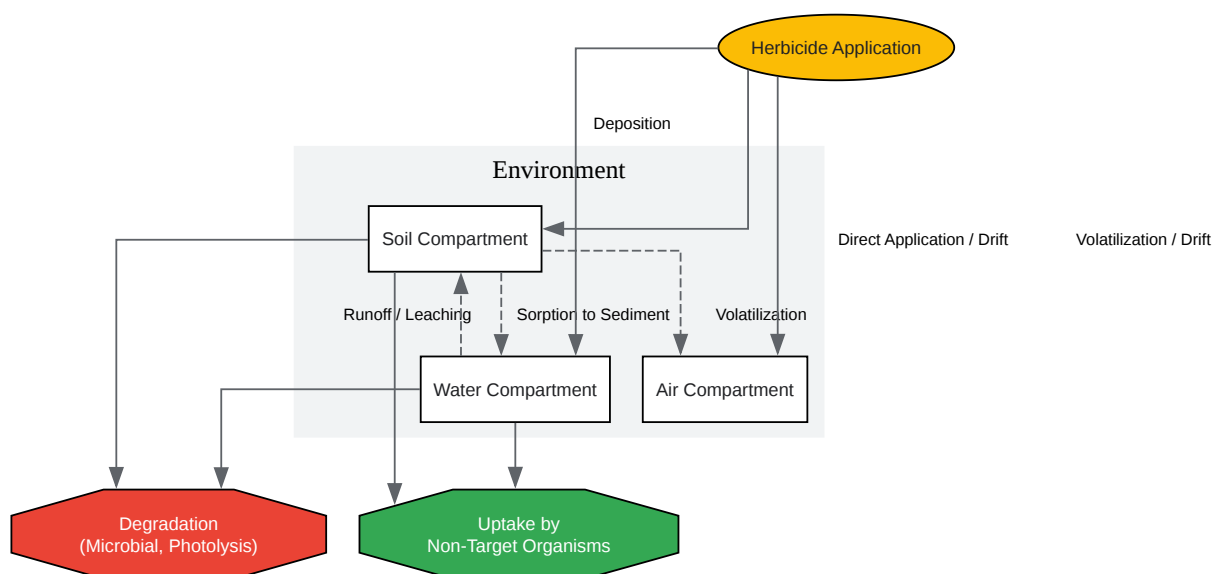 Herbicide Application
Deposition
Environment
Soil Compartment
Direct Application / Drift
Volatilization / Drift
Runoff / Leaching
Sorption to Sediment
Volatilization
Water Compartment
Air Compartment
Degradation
(Microbial, Photolysis)
Uptake by
Non-Target Organisms